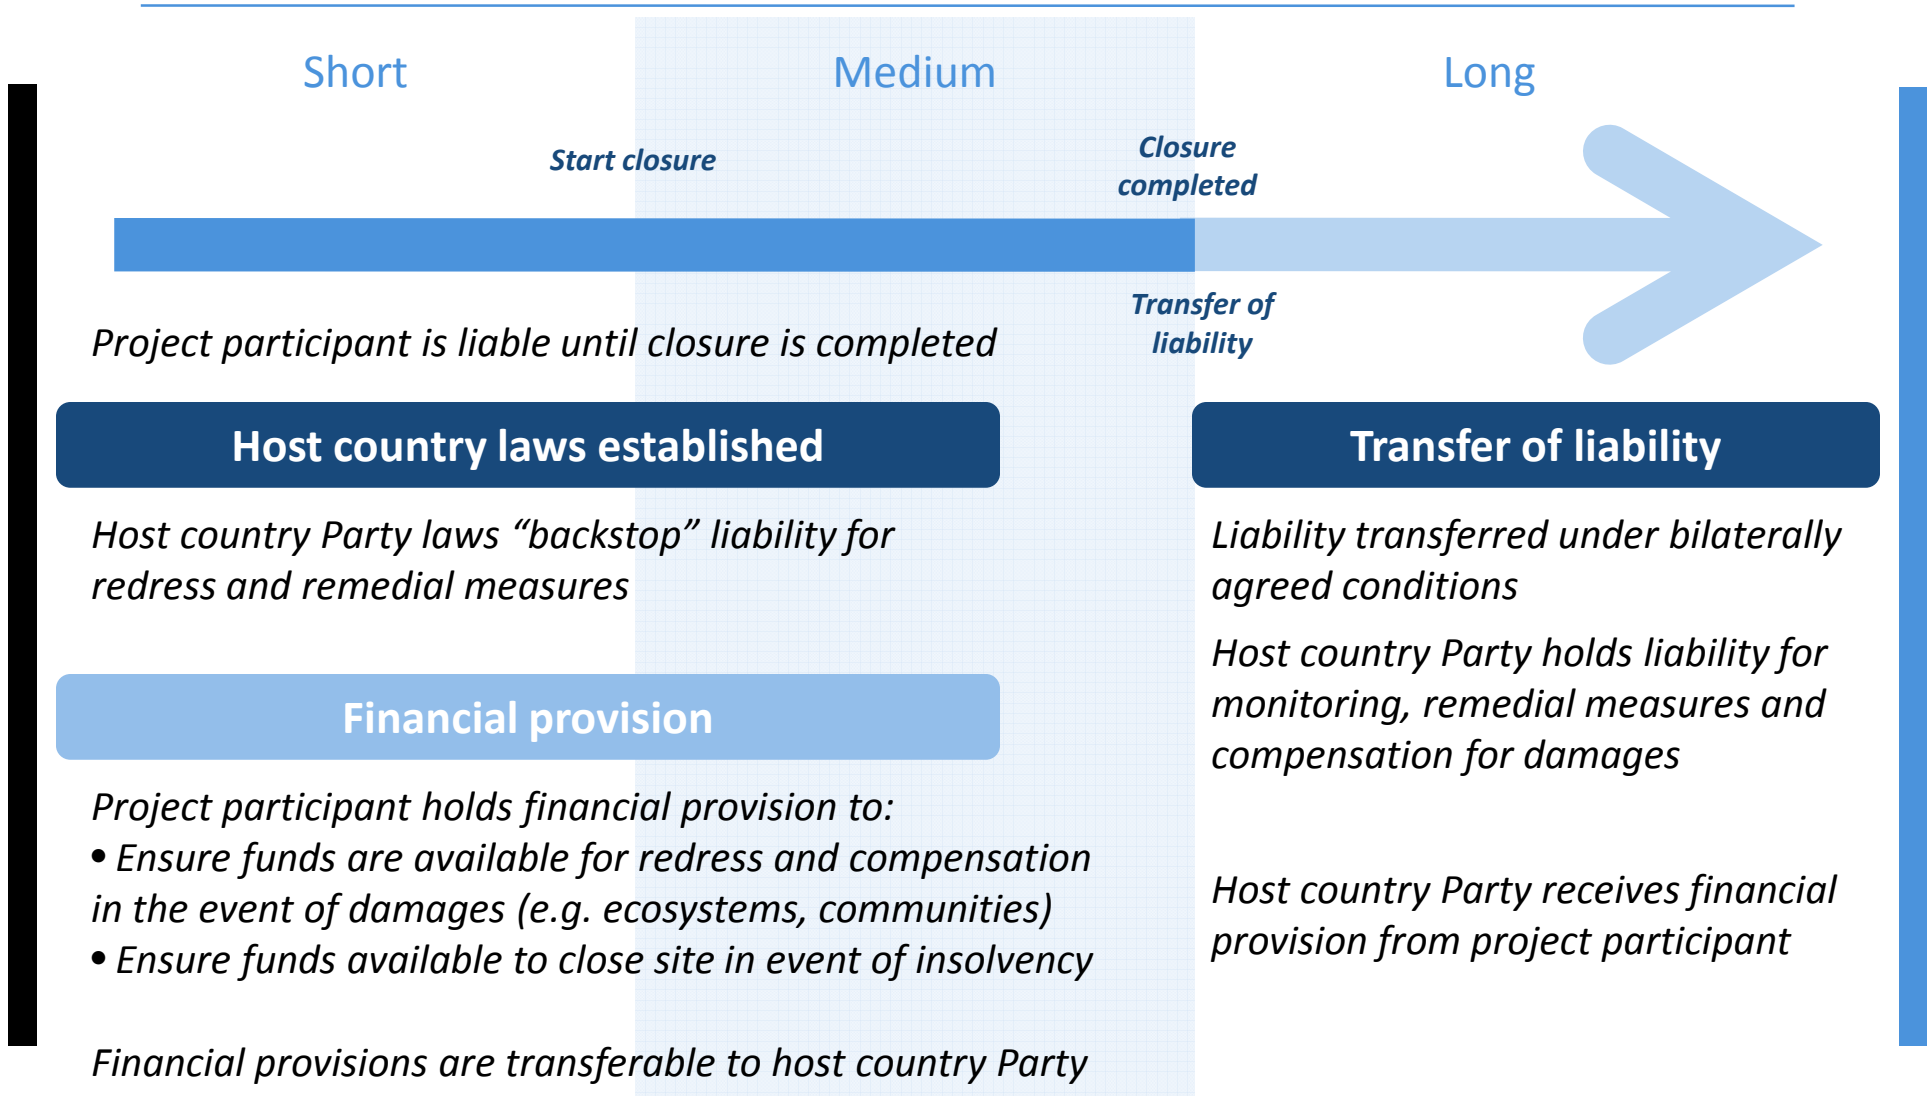 Short
Medium
Long
Start closure
Closure
completed
Transfer of
liability
Project participant is liable until closure is completed
Host country laws established
Host country Party laws “backstop” liability for
redress and remedial measures
Financial provision
Project participant holds financial provision to:
• Ensure funds are available for redress and compensation
in the event of damages (e.g. ecosystems, communities)
• Ensure funds available to close site in event of insolvency
Financial provisions are transferable to host country Party
Transfer of liability
Liability transferred under bilaterally
agreed conditions
Host country Party holds liability for
monitoring, remedial measures and
compensation for damages
Host country Party receives financial
provision from project participant